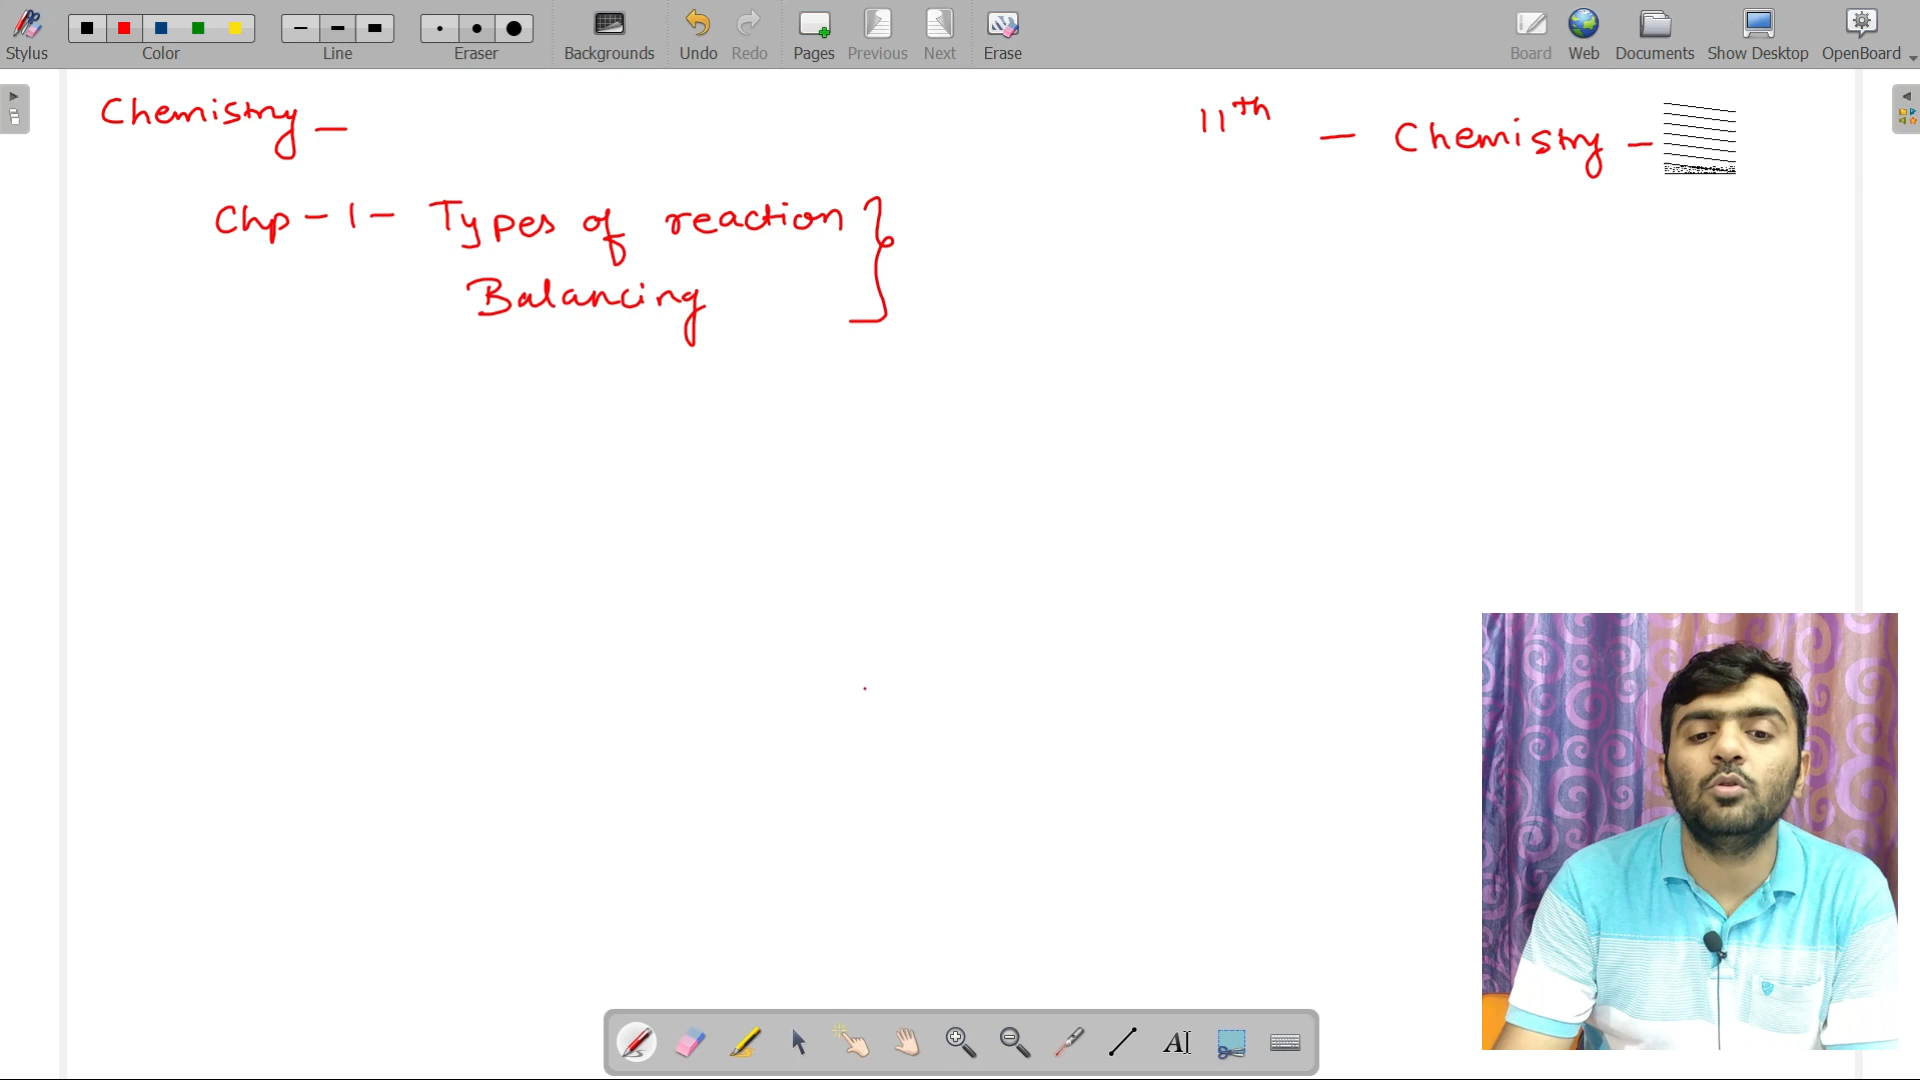 Stylus Color Line Eraser Backgrounds Undo Redo Pages Previous Next Erase Board Web Documents Show Desktop OpenBoard
Chemistry –
11th – Chemistry –
Chp – 1 – Types of reaction
Balancing
AI